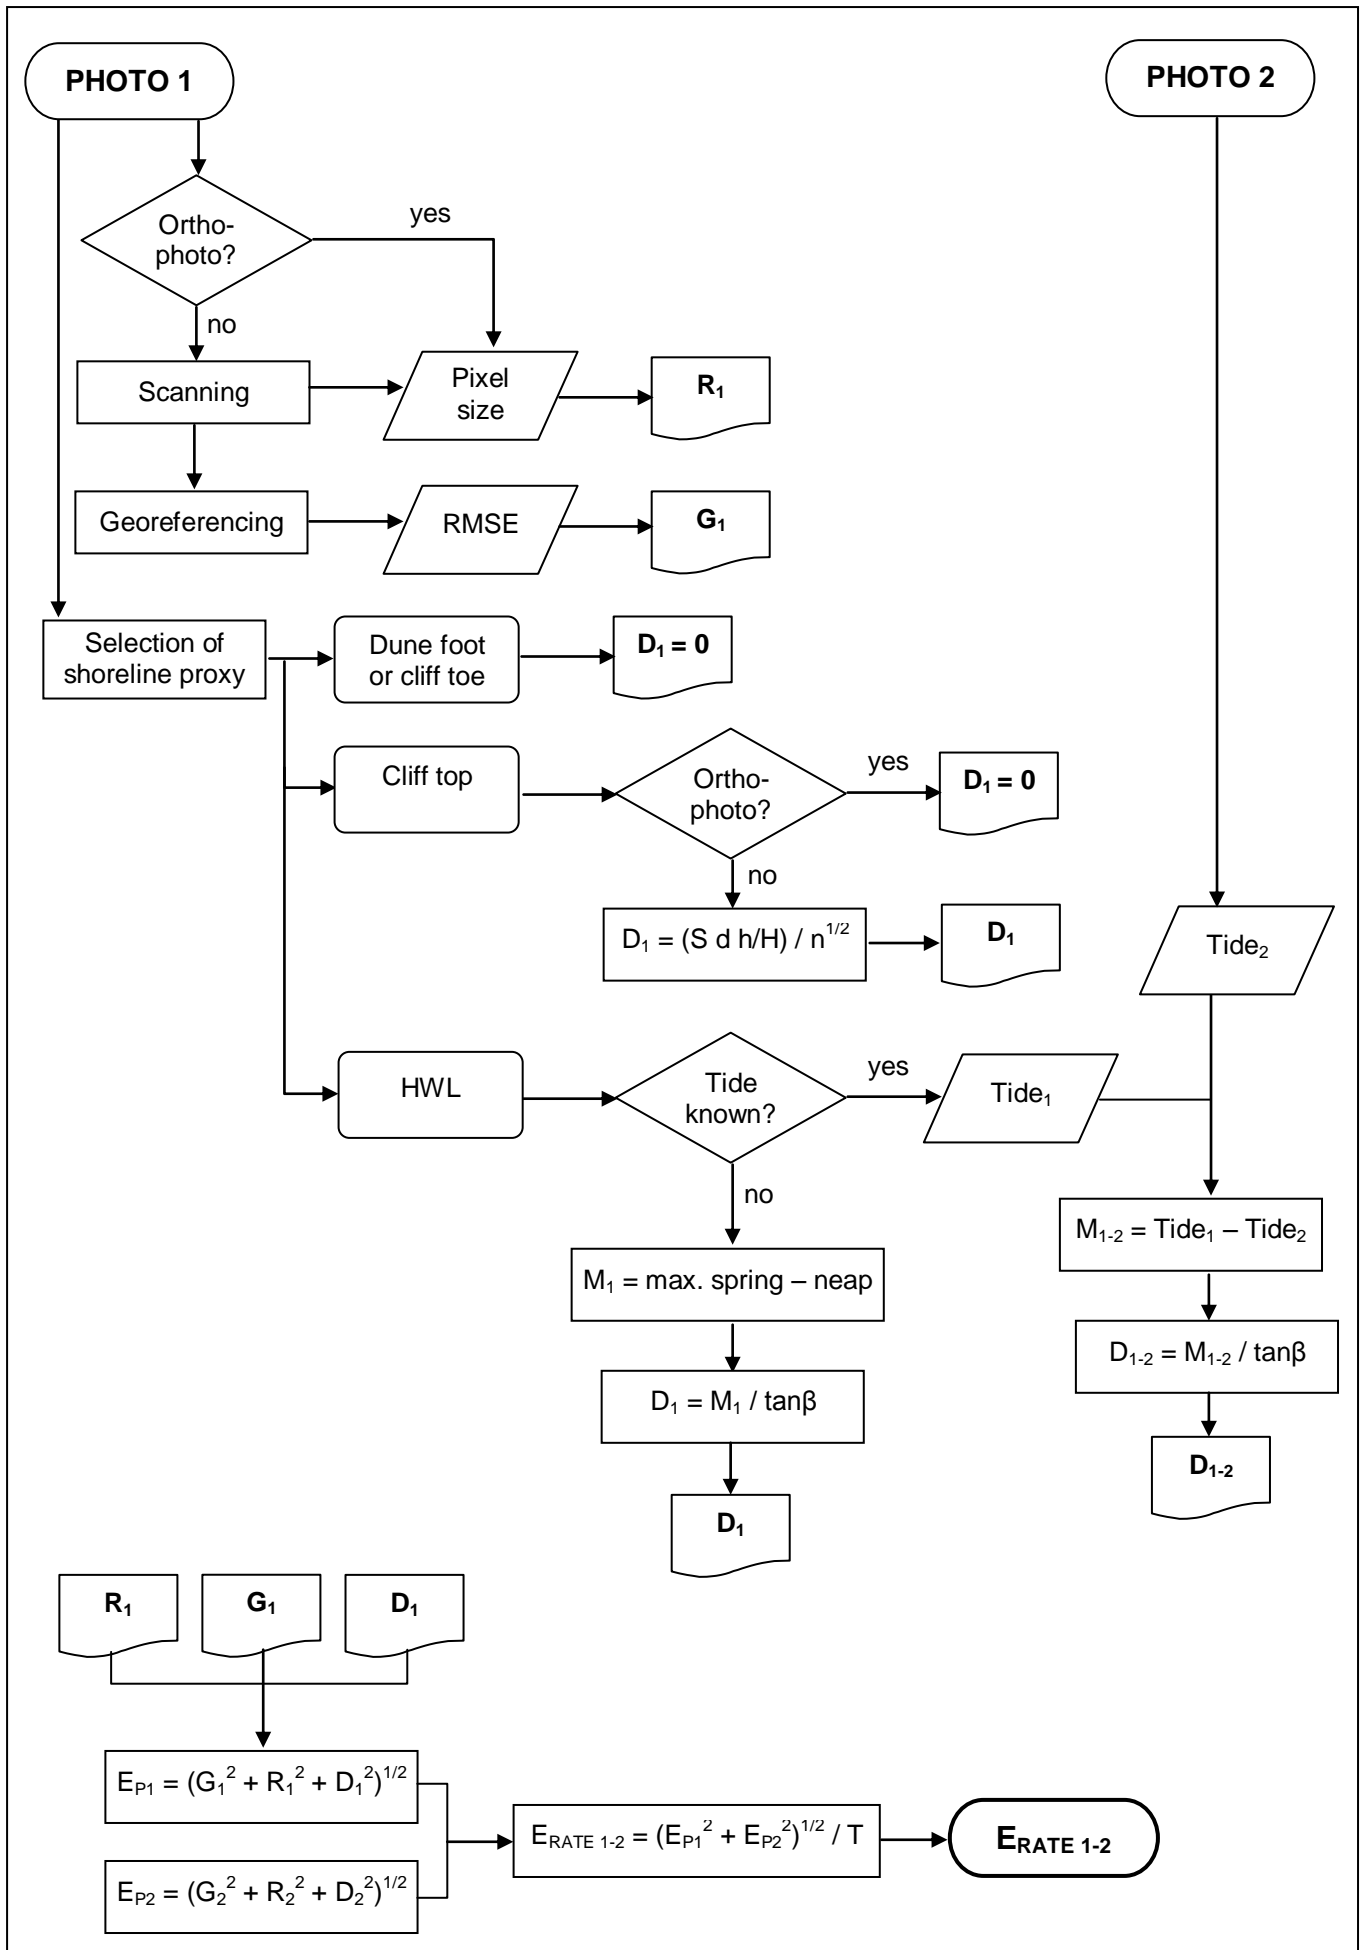 PHOTO 1
PHOTO 2
Ortho-
photo?
yes
no
Scanning
Pixel
size
R₁
Georeferencing
RMSE
G₁
Selection of
shoreline proxy
Dune foot
or cliff toe
D₁ = 0
Cliff top
Ortho-
photo?
yes
D₁ = 0
no
D₁ = (S d h/H) / n^1/2
D₁
Tide₂
HWL
Tide
known?
yes
Tide₁
no
M₁ = max. spring – neap
M₁₋₂ = Tide₁ – Tide₂
D₁ = M₁ / tanβ
D₁₋₂ = M₁₋₂ / tanβ
D₁
D₁₋₂
R₁
G₁
D₁
E_P1 = (G₁² + R₁² + D₁²)^1/2
E_RATE 1-2 = (E_P1² + E_P2²)^1/2 / T
E_RATE 1-2
E_P2 = (G₂² + R₂² + D₂²)^1/2